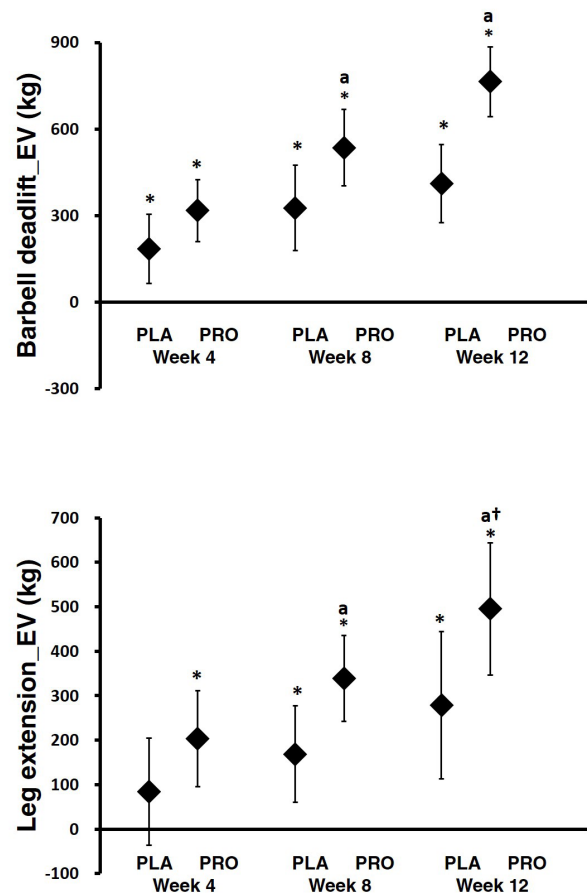 Barbell deadlift_EV (kg)
900
600
300
0
-300
*
*
*
a
*
*
a
*
PLA PRO
Week 4
PLA PRO
Week 8
PLA PRO
Week 12
Leg extension_EV (kg)
700
600
500
400
300
200
100
0
-100
*
*
a
*
*
a†
*
PLA PRO
Week 4
PLA PRO
Week 8
PLA PRO
Week 12